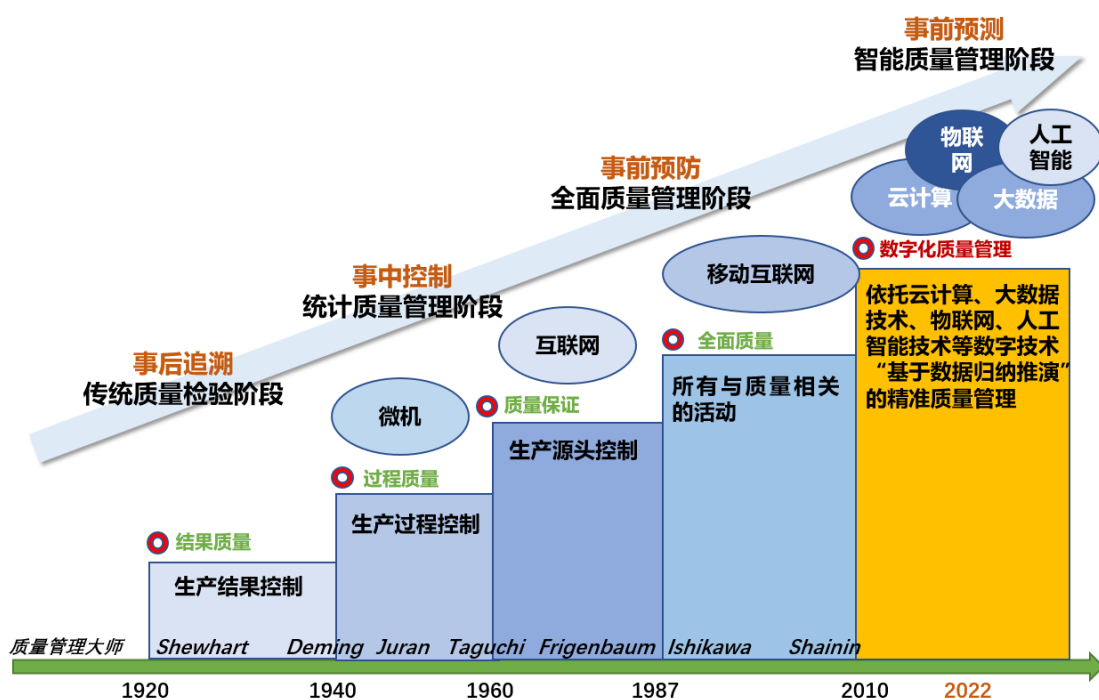 事前预测
智能质量管理阶段
物联
网
人工
智能
云计算
大数据
事前预防
全面质量管理阶段
数字化质量管理
移动互联网
事中控制
统计质量管理阶段
依托云计算、大数据
技术、物联网、人工
智能技术等数字技术
“基于数据归纳推演”
的精准质量管理
互联网
全面质量
事后追溯
传统质量检验阶段
所有与质量相关
的活动
微机
质量保证
生产源头控制
过程质量
生产过程控制
结果质量
生产结果控制
质量管理大师 Shewhart Deming Juran Taguchi Frigenbaum Ishikawa Shainin
1920 1940 1960 1987 2010 2022